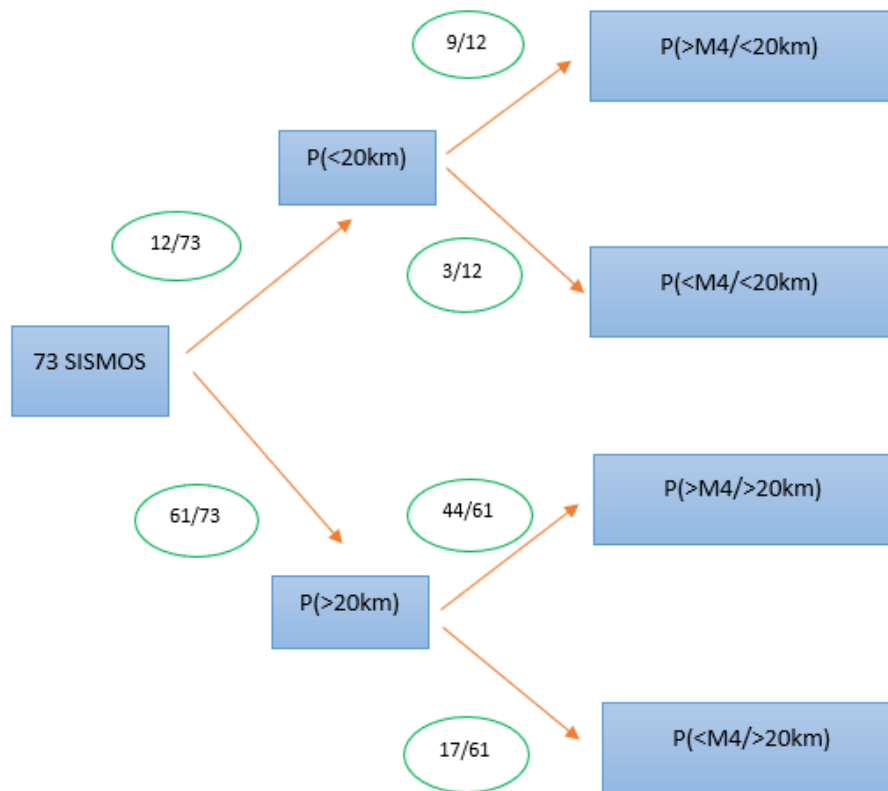 9/12
P(>M4/<20km)
P(<20km)
12/73
3/12
P(<M4/<20km)
73 SISMOS
P(>M4/>20km)
61/73
44/61
P(>20km)
17/61
P(<M4/>20km)